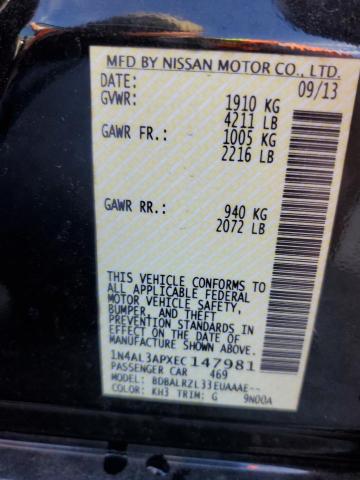 MFD BY NISSAN MOTOR CO., LTD.
DATE: 09/13
GVWR: 1910 KG
4211 LB
GAWR FR.: 1005 KG
2216 LB
GAWR RR.: 940 KG
2072 LB
THIS VEHICLE CONFORMS TO
ALL APPLICABLE FEDERAL
MOTOR VEHICLE SAFETY,
BUMPER, AND THEFT
PREVENTION STANDARDS IN
EFFECT ON THE DATE OF
MANUFACTURE SHOWN ABOVE.
1N4AL3APXEC147981
PASSENGER CAR 469
MODEL: BDBALRZL33EUAAAE--
COLOR: KH3 TRIM: G 9N00A